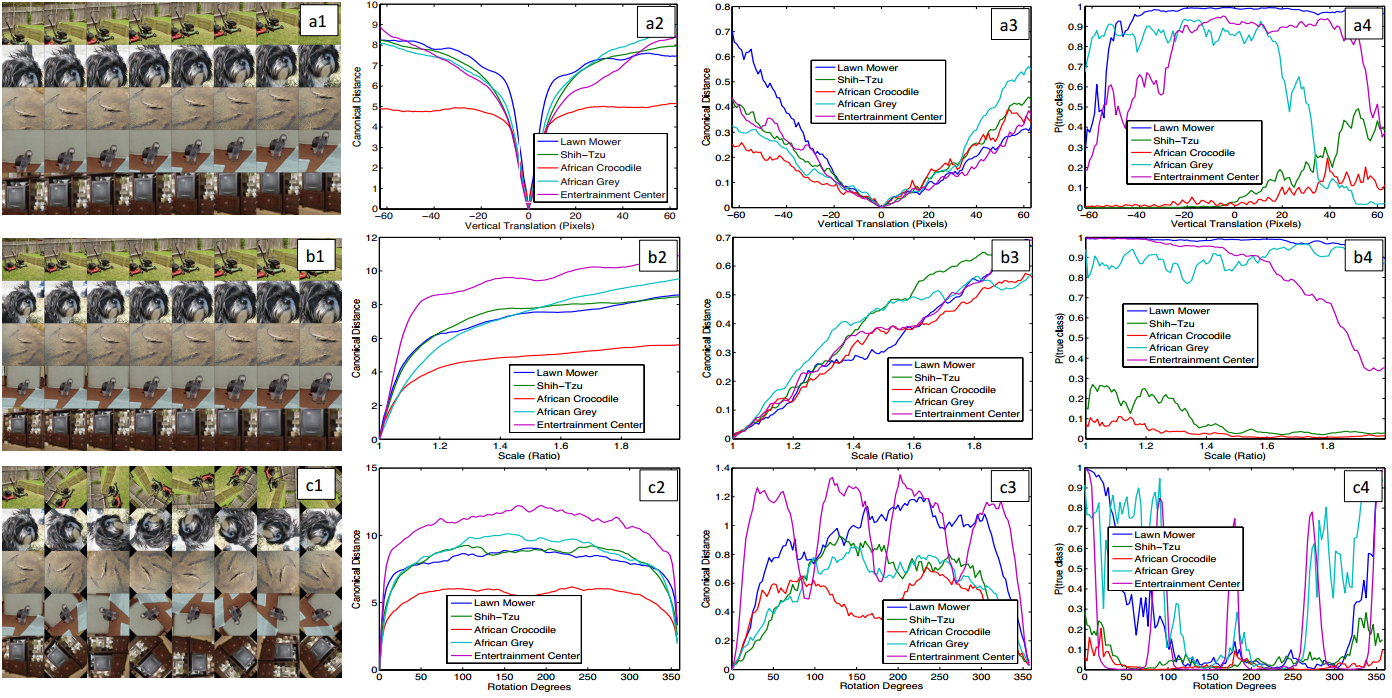 a1
a2
10
9
8
7
6
5
4
3
2
1
0
−60 −40 −20 0 20 40 60
Vertical Translation (Pixels)
Canonical Distance
Lawn Mower
Shih−Tzu
African Crocodile
African Grey
Entertrainment Center
a3
0.8
0.7
0.6
0.5
0.4
0.3
0.2
0.1
0
−60 −40 −20 0 20 40 60
Vertical Translation (Pixels)
Canonical Distance
Lawn Mower
Shih−Tzu
African Crocodile
African Grey
Entertrainment Center
a4
1
0.9
0.8
0.7
0.6
0.5
0.4
0.3
0.2
0.1
0
−60 −40 −20 0 20 40 60
Vertical Translation (Pixels)
P(true class)
Lawn Mower
Shih−Tzu
African Crocodile
African Grey
Entertrainment Center
b1
b2
12
10
8
6
4
2
0
1 1.2 1.4 1.6 1.8
Scale (Ratio)
Canonical Distance
Lawn Mower
Shih−Tzu
African Crocodile
African Grey
Entertrainment Center
b3
0.7
0.6
0.5
0.4
0.3
0.2
0.1
0
1 1.2 1.4 1.6 1.8
Scale (Ratio)
Canonical Distance
Lawn Mower
Shih−Tzu
African Crocodile
African Grey
Entertrainment Center
b4
1
0.9
0.8
0.7
0.6
0.5
0.4
0.3
0.2
0.1
0
1 1.2 1.4 1.6 1.8
Scale (Ratio)
P(true class)
Lawn Mower
Shih−Tzu
African Crocodile
African Grey
Entertrainment Center
c1
c2
15
10
5
0
0 50 100 150 200 250 300 350
Rotation Degrees
Canonical Distance
Lawn Mower
Shih−Tzu
African Crocodile
African Grey
Entertrainment Center
c3
1.4
1.2
1
0.8
0.6
0.4
0.2
0
0 50 100 150 200 250 300 350
Rotation Degrees
Canonical Distance
Lawn Mower
Shih−Tzu
African Crocodile
African Grey
Entertrainment Center
c4
1
0.9
0.8
0.7
0.6
0.5
0.4
0.3
0.2
0.1
0
0 50 100 150 200 250 300 350
Rotation Degrees
P(true class)
Lawn Mower
Shih−Tzu
African Crocodile
African Grey
Entertrainment Center